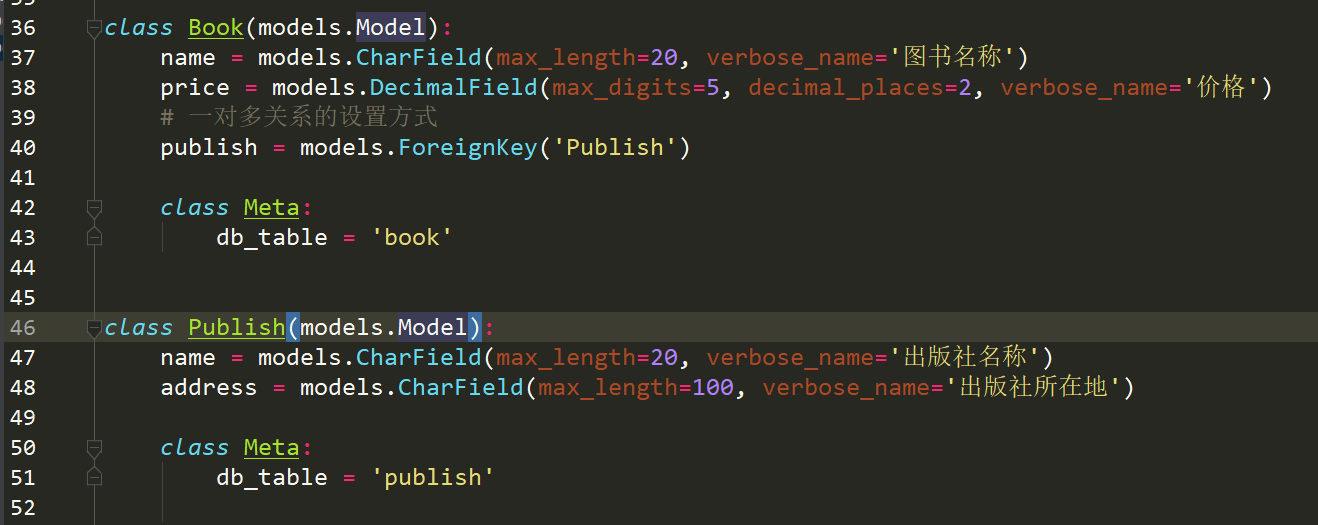 36 class Book(models.Model):
37     name = models.CharField(max_length=20, verbose_name='图书名称')
38     price = models.DecimalField(max_digits=5, decimal_places=2, verbose_name='价格')
39     # 一对多关系的设置方式
40     publish = models.ForeignKey('Publish')
41
42     class Meta:
43         db_table = 'book'
44
45
46 class Publish(models.Model):
47     name = models.CharField(max_length=20, verbose_name='出版社名称')
48     address = models.CharField(max_length=100, verbose_name='出版社所在地')
49
50     class Meta:
51         db_table = 'publish'
52